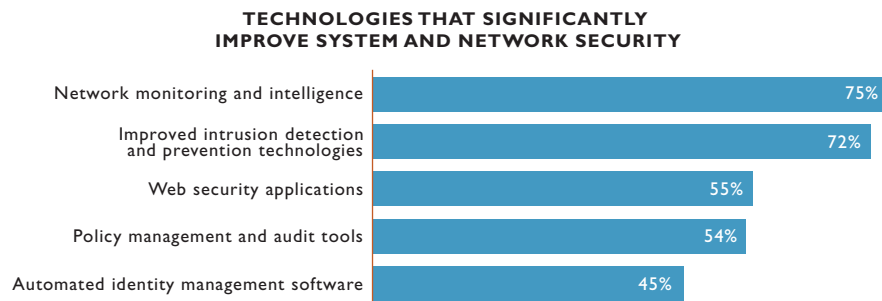 TECHNOLOGIES THAT SIGNIFICANTLY
IMPROVE SYSTEM AND NETWORK SECURITY
Network monitoring and intelligence 75%
Improved intrusion detection
and prevention technologies 72%
Web security applications 55%
Policy management and audit tools 54%
Automated identity management software 45%